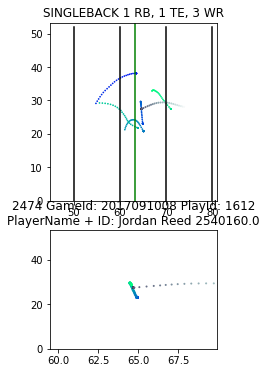 SINGLEBACK 1 RB, 1 TE, 3 WR
50
40
30
20
10
0
50 60 70 80
2474 GameId: 2017091008 PlayId: 1612
PlayerName + ID: Jordan Reed 2540160.0
40
20
0
60.0 62.5 65.0 67.5